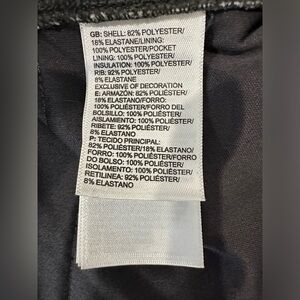 GB: SHELL: 82% POLYESTER/
18% ELASTANE/LINING:
100% POLYESTER/POCKET
LINING: 100% POLYESTER/
INSULATION: 100% POLYESTER/
RIB: 92% POLYESTER/
8% ELASTANE
EXCLUSIVE OF DECORATION
E: ARMAZÓN: 82% POLIÉSTER/
18% ELASTANO/FORRO:
100% POLIÉSTER/FORRO DEL
BOLSILLO: 100% POLIÉSTER/
AISLAMIENTO: 100% POLIÉSTER/
RIBETE: 92% POLIÉSTER/
8% ELASTANO
P: TECIDO PRINCIPAL:
82% POLIÉSTER/18% ELASTANO/
FORRO: 100% POLIÉSTER/FORRO
DO BOLSO: 100% POLIÉSTER/
ISOLAMENTO: 100% POLIÉSTER/
RETILINEA: 92% POLIÉSTER/
8% ELASTANO